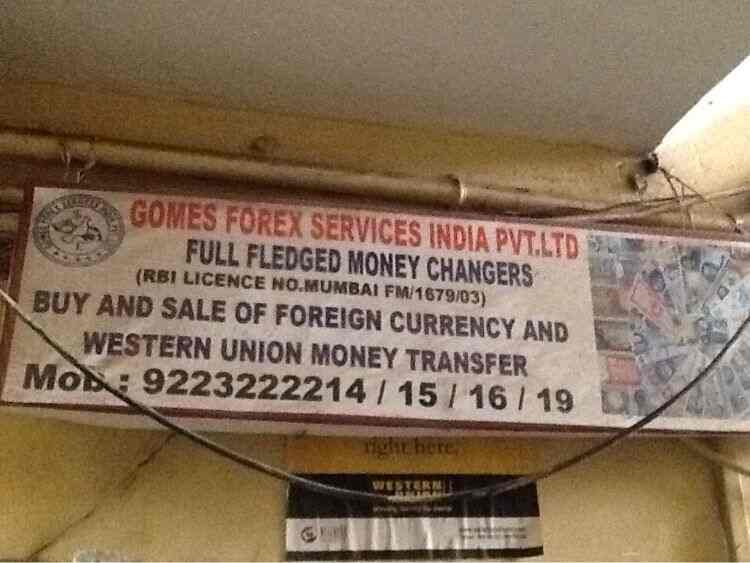 GOMES FOREX SERVICES INDIA PVT.LTD
FULL FLEDGED MONEY CHANGERS
(RBI LICENCE NO.MUMBAI FM/1679/03)
BUY AND SALE OF FOREIGN CURRENCY AND
WESTERN UNION MONEY TRANSFER
Mob.: 9223222214 / 15 / 16 / 19
right here.
WESTERN
UNION